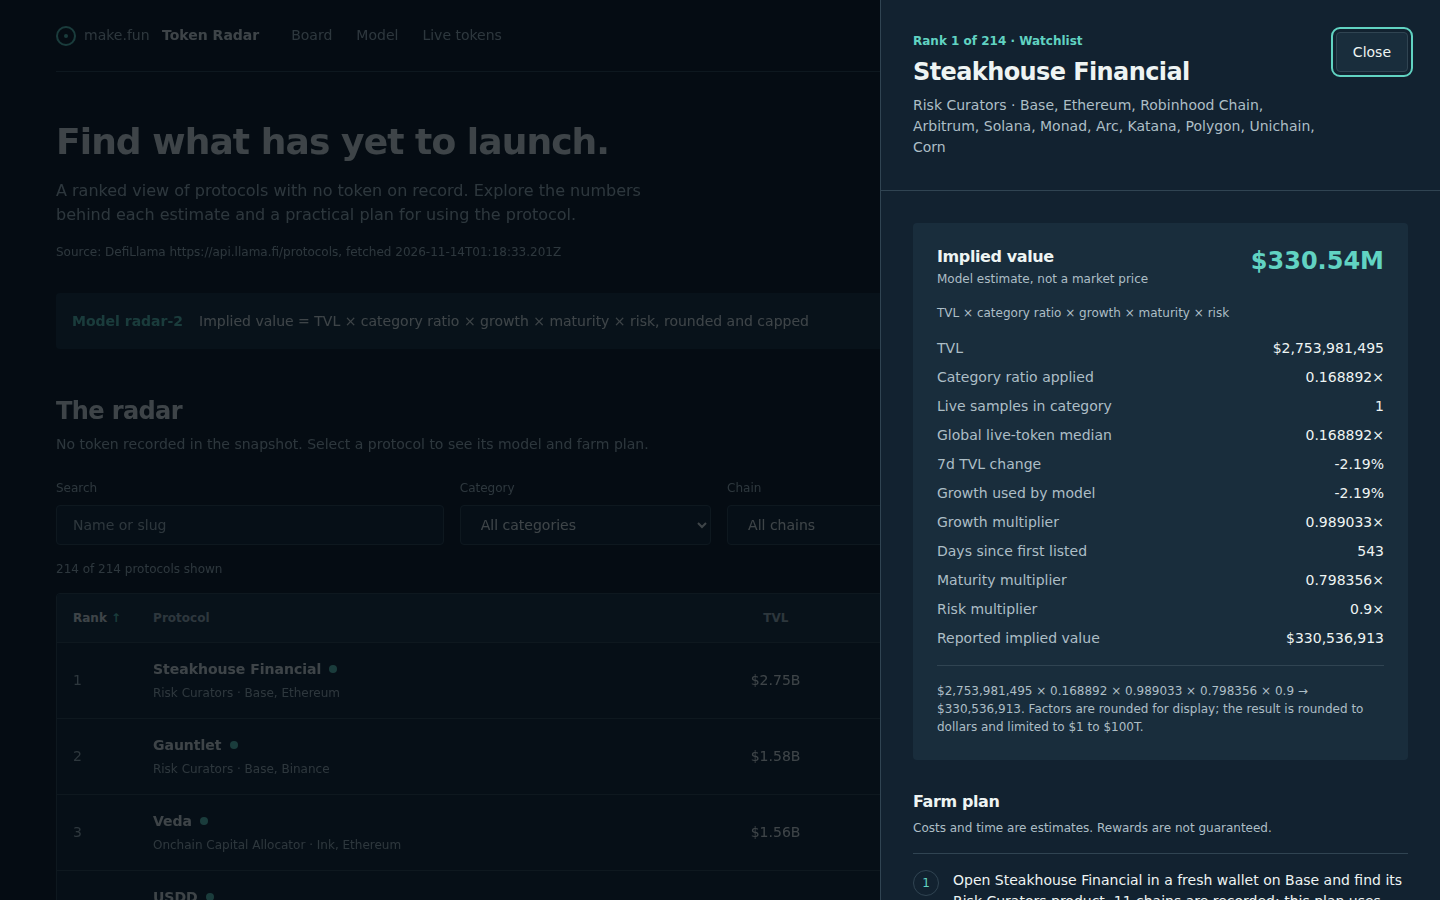 make.fun Token Radar Board Model Live tokens
Find what has yet to launch.
A ranked view of protocols with no token on record. Explore the numbers
behind each estimate and a practical plan for using the protocol.
Source: DefiLlama https://api.llama.fi/protocols, fetched 2026-11-14T01:18:33.201Z
Model radar-2 Implied value = TVL × category ratio × growth × maturity × risk, rounded and capped
The radar
No token recorded in the snapshot. Select a protocol to see its model and farm plan.
Search Category Chain
Name or slug All categories All chains
214 of 214 protocols shown
Rank ↑ Protocol TVL
1 Steakhouse Financial $2.75B
Risk Curators · Base, Ethereum
2 Gauntlet $1.58B
Risk Curators · Base, Binance
3 Veda $1.56B
Onchain Capital Allocator · Ink, Ethereum
USDD
Rank 1 of 214 · Watchlist
Steakhouse Financial
Close
Risk Curators · Base, Ethereum, Robinhood Chain,
Arbitrum, Solana, Monad, Arc, Katana, Polygon, Unichain,
Corn
Implied value $330.54M
Model estimate, not a market price
TVL × category ratio × growth × maturity × risk
TVL $2,753,981,495
Category ratio applied 0.168892×
Live samples in category 1
Global live-token median 0.168892×
7d TVL change -2.19%
Growth used by model -2.19%
Growth multiplier 0.989033×
Days since first listed 543
Maturity multiplier 0.798356×
Risk multiplier 0.9×
Reported implied value $330,536,913
$2,753,981,495 × 0.168892 × 0.989033 × 0.798356 × 0.9 →
$330,536,913. Factors are rounded for display; the result is rounded to
dollars and limited to $1 to $100T.
Farm plan
Costs and time are estimates. Rewards are not guaranteed.
1 Open Steakhouse Financial in a fresh wallet on Base and find its
Risk Curators product. 11 chains are recorded; this plan uses